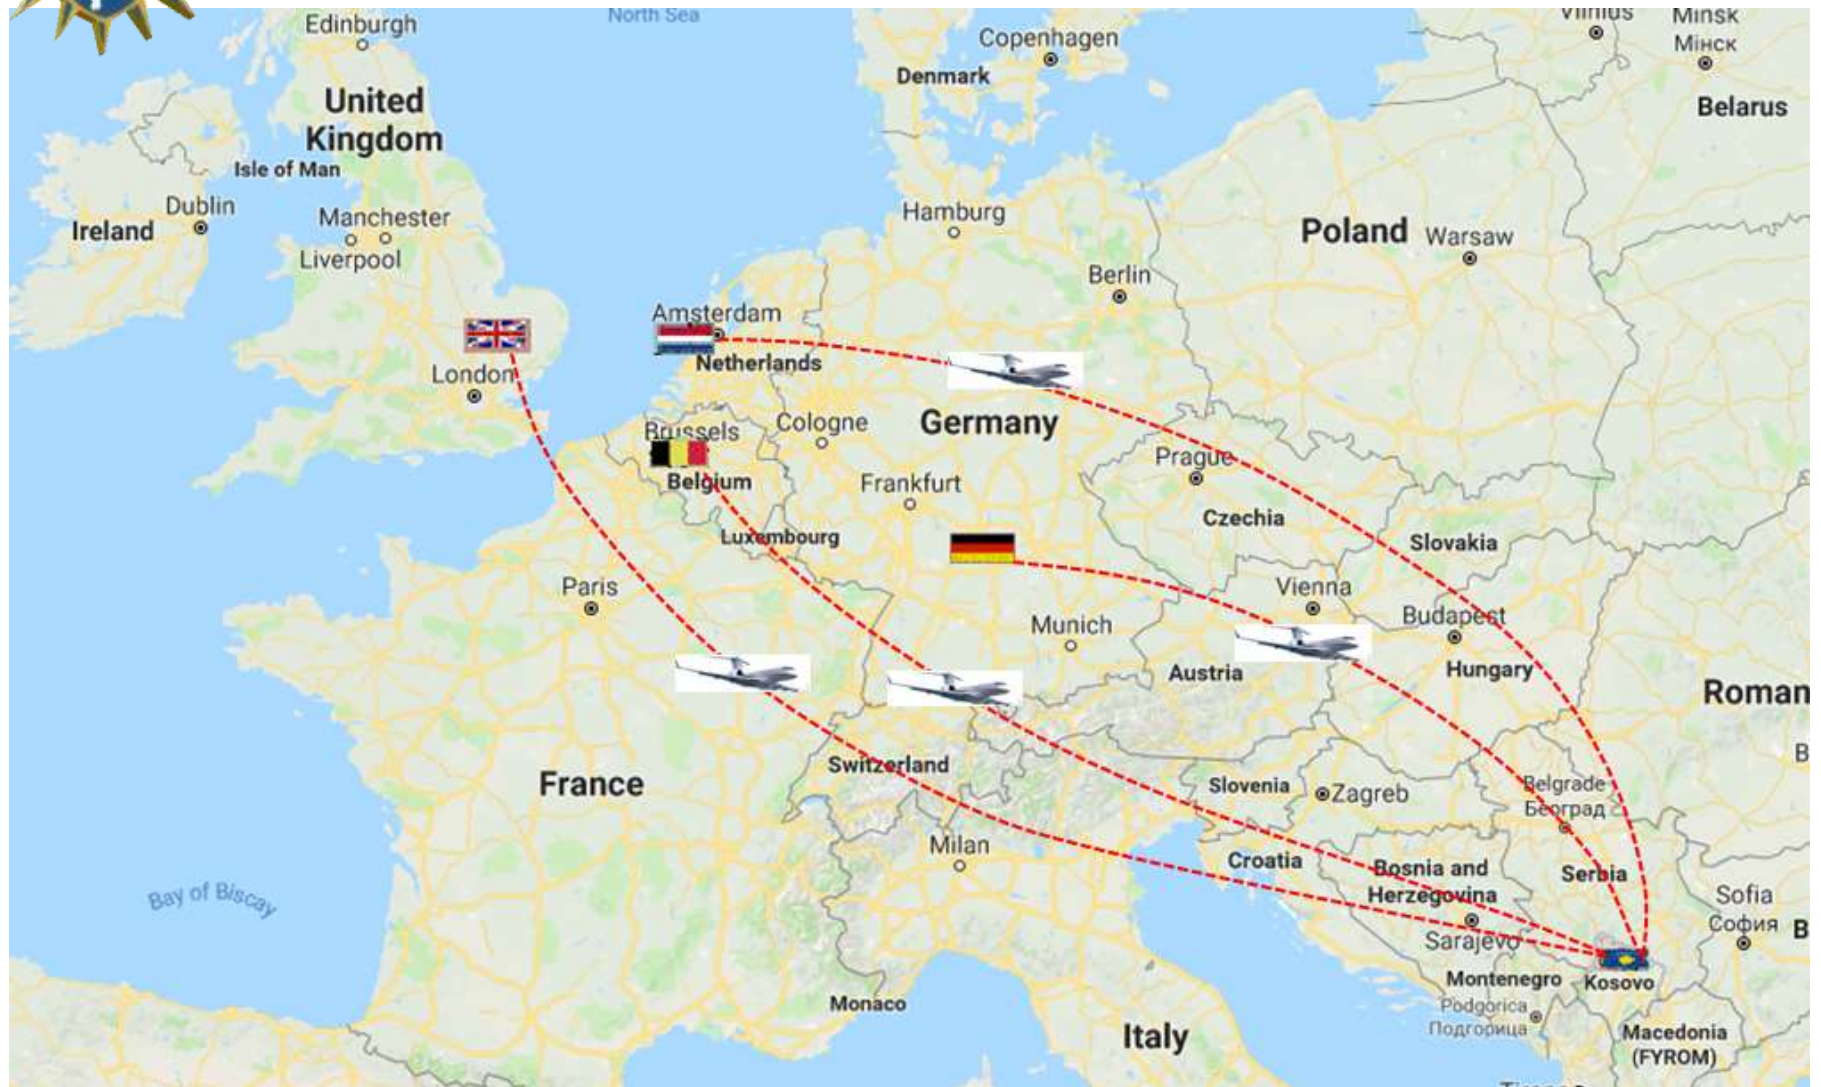 North Sea
Edinburgh
Copenhagen
Vilnius
Minsk
Мінск
Denmark
United
Kingdom
Belarus
Isle of Man
Dublin
Ireland
Manchester
Liverpool
Hamburg
Poland
Warsaw
Berlin
Amsterdam
Netherlands
London
Brussels
Cologne
Germany
Belgium
Frankfurt
Prague
Czechia
Luxembourg
Slovakia
Paris
Vienna
Budapest
Munich
Austria
Hungary
Roman
B
France
Switzerland
Slovenia
Zagreb
Belgrade
Београд
Milan
Croatia
Bosnia and
Herzegovina
Serbia
Bay of Biscay
Sofia
София
B
Sarajevo
Montenegro
Kosovo
Monaco
Podgorica
Подгорица
Italy
Macedonia
(FYROM)